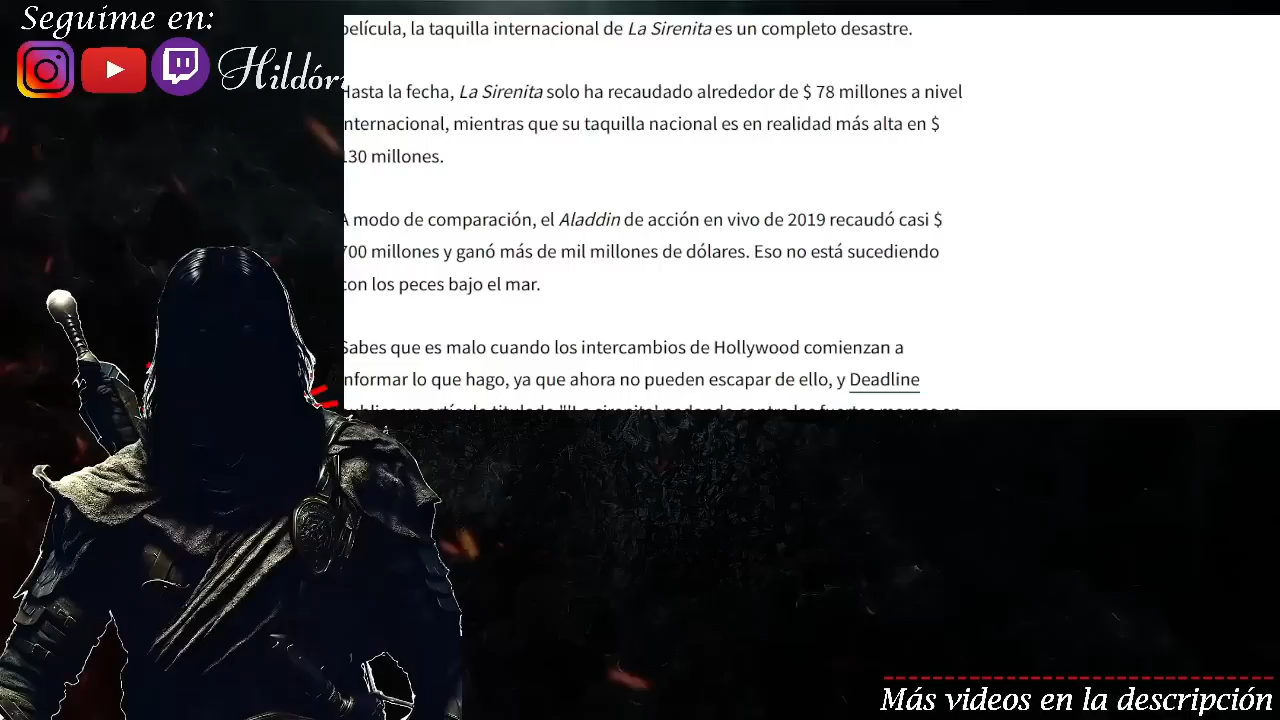 Seguime en:
Hildór
película, la taquilla internacional de La Sirenita es un completo desastre.
Hasta la fecha, La Sirenita solo ha recaudado alrededor de $ 78 millones a nivel
internacional, mientras que su taquilla nacional es en realidad más alta en $
130 millones.
A modo de comparación, el Aladdin de acción en vivo de 2019 recaudó casi $
700 millones y ganó más de mil millones de dólares. Eso no está sucediendo
con los peces bajo el mar.
Sabes que es malo cuando los intercambios de Hollywood comienzan a
informar lo que hago, ya que ahora no pueden escapar de ello, y Deadline
Más videos en la descripción